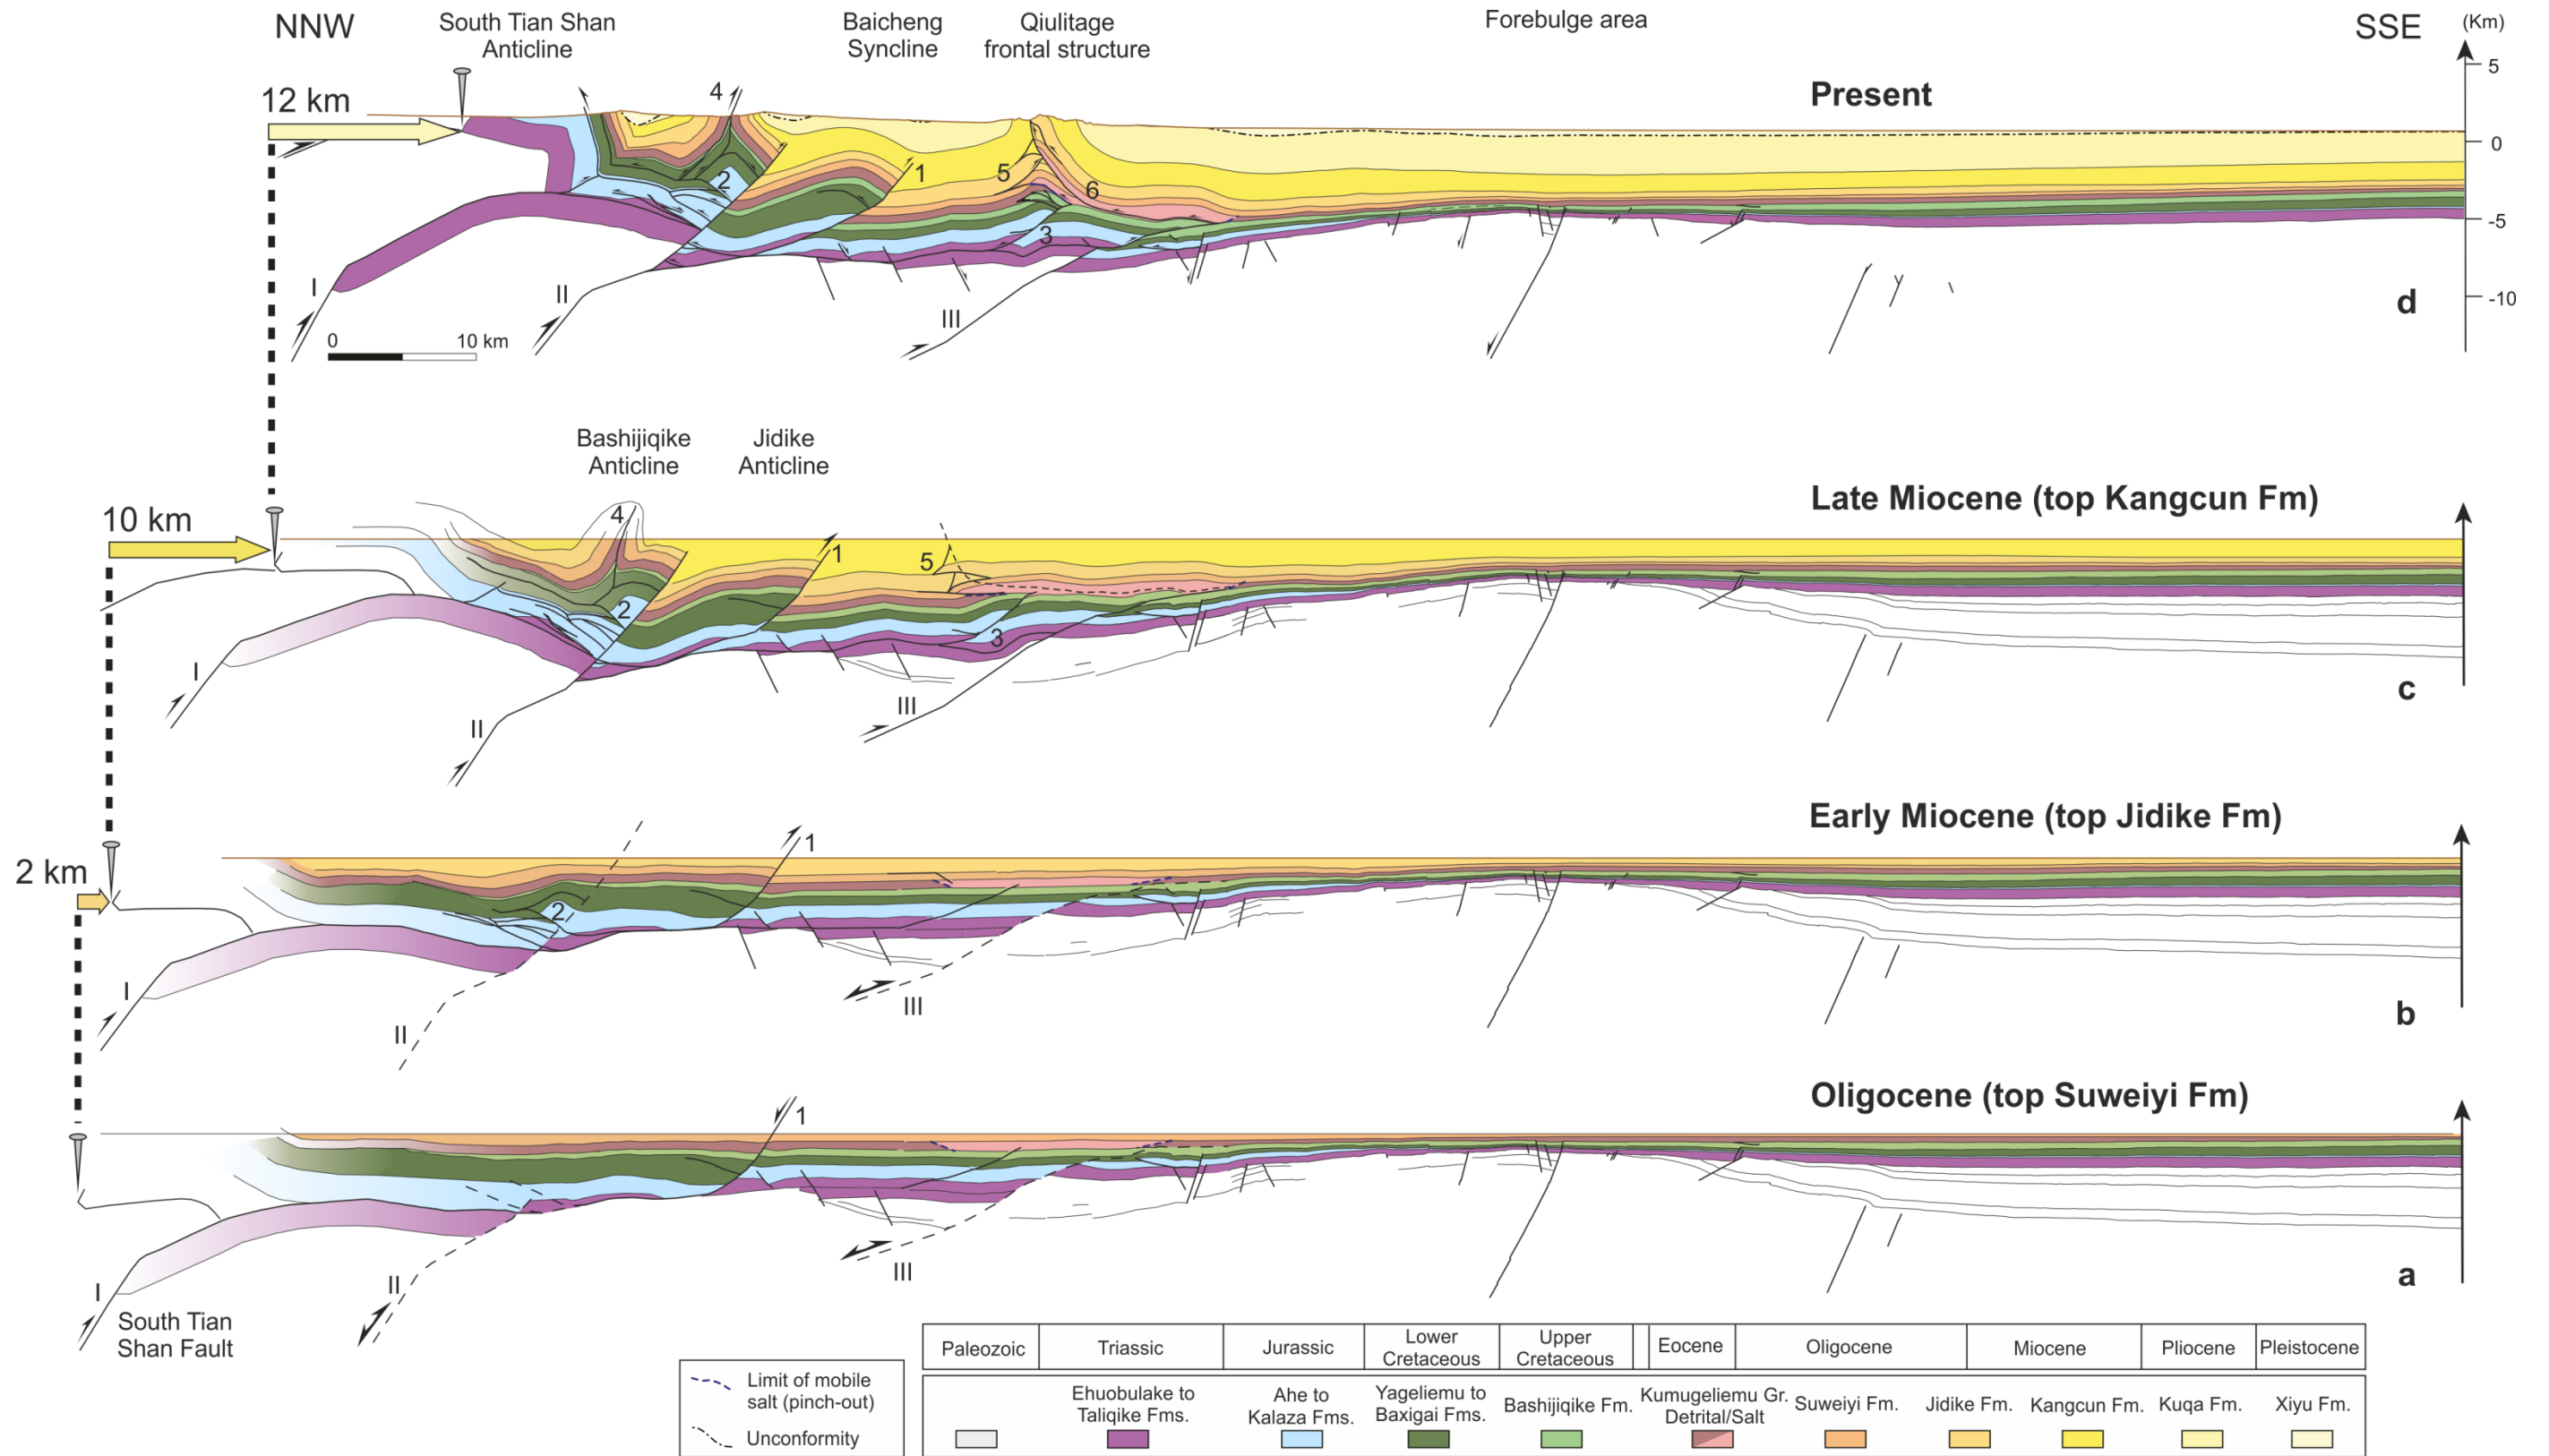 NNW
South Tian Shan
Anticline
Baicheng
Syncline
Qiulitage
frontal structure
Forebulge area
SSE
(Km)
5
0
-5
-10
Present
12 km
4
2
1
5
6
3
I
II
III
0 10 km
d
Bashijiqike
Anticline
Jidike
Anticline
Late Miocene (top Kangcun Fm)
10 km
4
1
5
2
3
I
II
III
c
Early Miocene (top Jidike Fm)
2 km
1
2
I
II
III
b
Oligocene (top Suweiyi Fm)
1
I
II
III
a
South Tian
Shan Fault
Limit of mobile
salt (pinch-out)
Unconformity
Paleozoic
Triassic
Jurassic
Lower
Cretaceous
Upper
Cretaceous
Eocene
Oligocene
Miocene
Pliocene
Pleistocene
Ehuobulake to
Taliqike Fms.
Ahe to
Kalaza Fms.
Yageliemu to
Baxigai Fms.
Bashijiqike Fm.
Kumugeliemu Gr.
Detrital/Salt
Suweiyi Fm.
Jidike Fm.
Kangcun Fm.
Kuqa Fm.
Xiyu Fm.